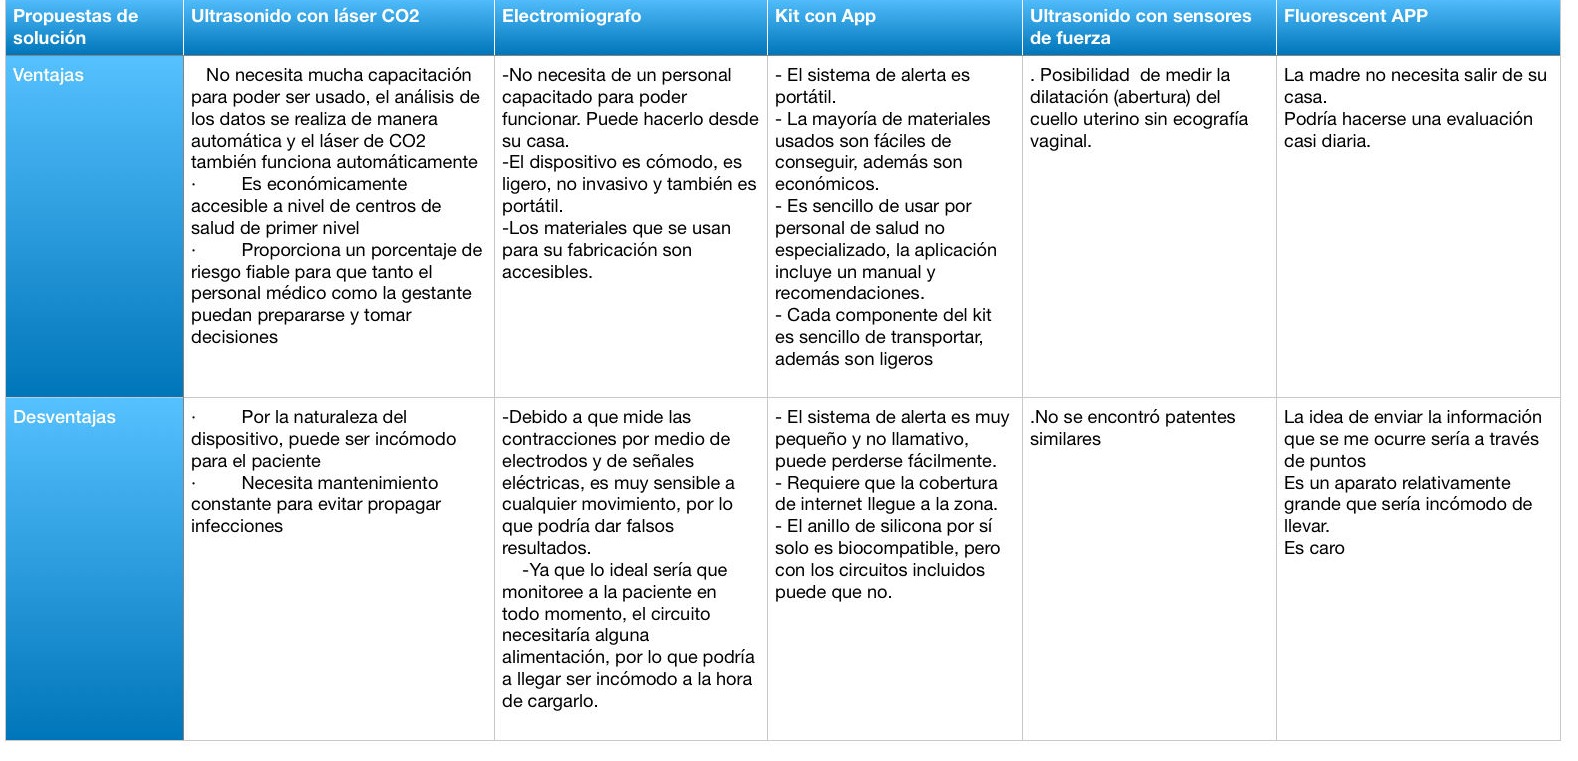 Propuestas de
solución
Ultrasonido con láser CO2
Electromiografo
Kit con App
Ultrasonido con sensores
de fuerza
Fluorescent APP
Ventajas
No necesita mucha capacitación
para poder ser usado, el análisis de
los datos se realiza de manera
automática y el láser de CO2
también funciona automáticamente
· Es económicamente
accesible a nivel de centros de
salud de primer nivel
· Proporciona un porcentaje de
riesgo fiable para que tanto el
personal médico como la gestante
puedan prepararse y tomar
decisiones
-No necesita de un personal
capacitado para poder
funcionar. Puede hacerlo desde
su casa.
-El dispositivo es cómodo, es
ligero, no invasivo y también es
portátil.
-Los materiales que se usan
para su fabricación son
accesibles.
- El sistema de alerta es
portátil.
- La mayoría de materiales
usados son fáciles de
conseguir, además son
económicos.
- Es sencillo de usar por
personal de salud no
especializado, la aplicación
incluye un manual y
recomendaciones.
- Cada componente del kit
es sencillo de transportar,
además son ligeros
. Posibilidad de medir la
dilatación (abertura) del
cuello uterino sin ecografía
vaginal.
La madre no necesita salir de su
casa.
Podría hacerse una evaluación
casi diaria.
Desventajas
· Por la naturaleza del
dispositivo, puede ser incómodo
para el paciente
· Necesita mantenimiento
constante para evitar propagar
infecciones
-Debido a que mide las
contracciones por medio de
electrodos y de señales
eléctricas, es muy sensible a
cualquier movimiento, por lo
que podría dar falsos
resultados.
-Ya que lo ideal sería que
monitoree a la paciente en
todo momento, el circuito
necesitaría alguna
alimentación, por lo que podría
a llegar ser incómodo a la hora
de cargarlo.
- El sistema de alerta es muy
pequeño y no llamativo,
puede perderse fácilmente.
- Requiere que la cobertura
de internet llegue a la zona.
- El anillo de silicona por sí
solo es biocompatible, pero
con los circuitos incluidos
puede que no.
.No se encontró patentes
similares
La idea de enviar la información
que se me ocurre sería a través
de puntos
Es un aparato relativamente
grande que sería incómodo de
llevar.
Es caro